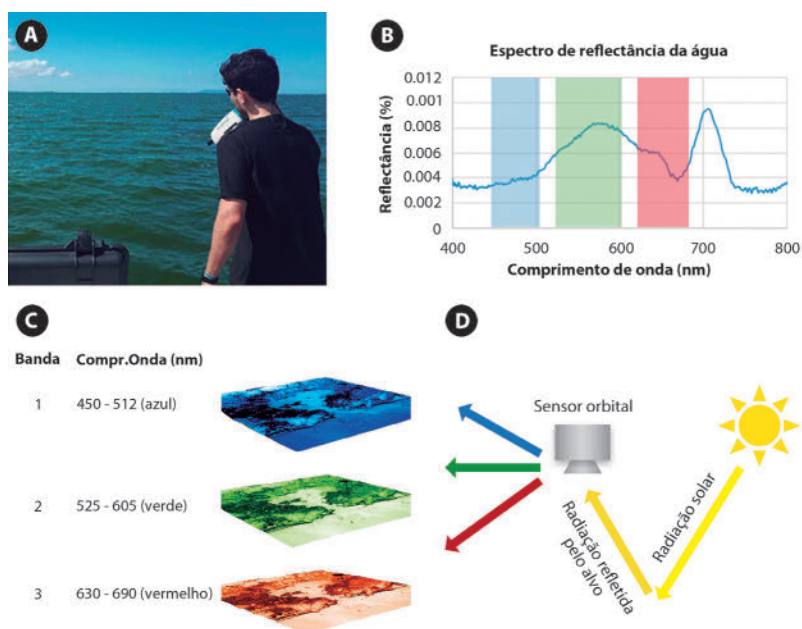 A
B
Espectro de reflectância da água
0.012
0.001
0.008
0.006
0.004
0.002
0
Reflectância (%)
400 500 600 700 800
Comprimento de onda (nm)
C
Banda Compr.Onda (nm)
1 450 - 512 (azul)
2 525 - 605 (verde)
3 630 - 690 (vermelho)
D
Sensor orbital
Radiação solar
Radiação refletida
pelo alvo